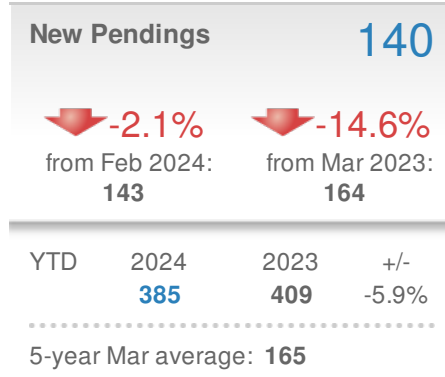 New Pendings 140
-2.1% -14.6%
from Feb 2024: from Mar 2023:
143 164
YTD 2024 2023 +/-
385 409 -5.9%
5-year Mar average: 165